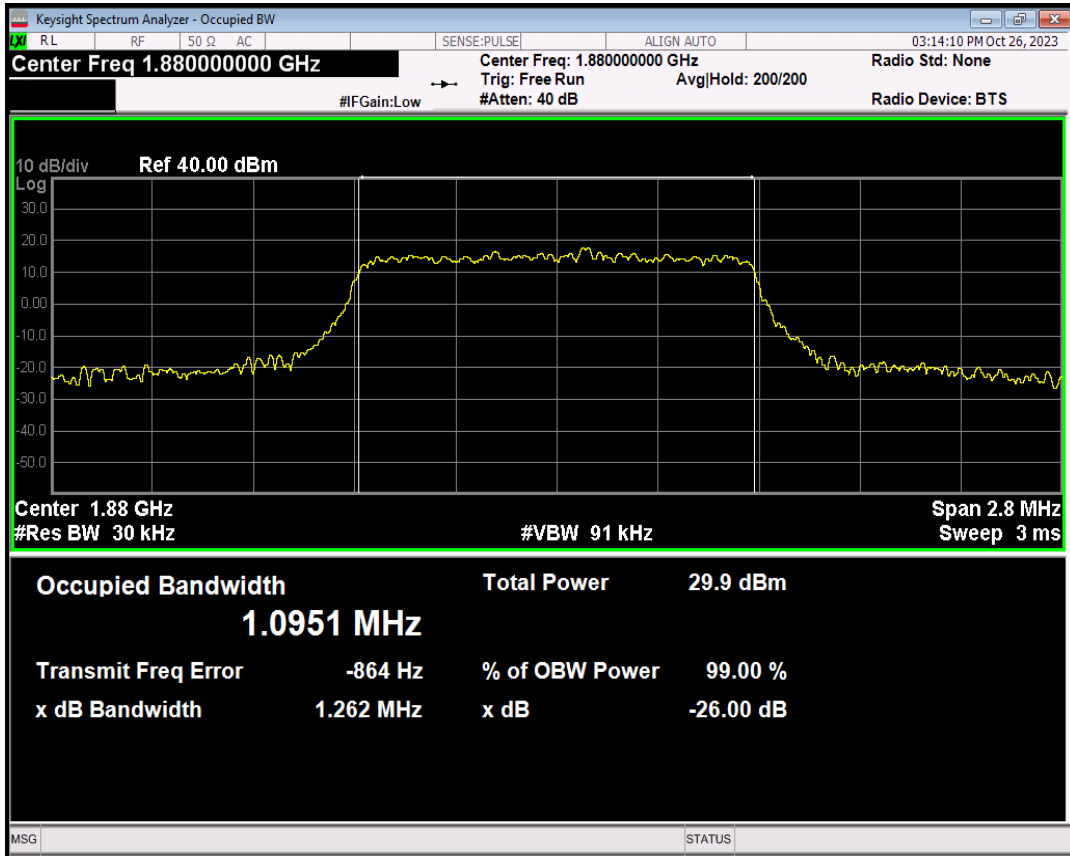 Keysight Spectrum Analyzer - Occupied BW
LXI RL RF 50 Ω AC SENSE:PULSE ALIGN AUTO 03:14:10 PM Oct 26, 2023
Center Freq 1.880000000 GHz Center Freq: 1.880000000 GHz Radio Std: None
Trig: Free Run Avg|Hold: 200/200
#IFGain:Low #Atten: 40 dB Radio Device: BTS
10 dB/div Ref 40.00 dBm
Log
30.0
20.0
10.0
0.00
-10.0
-20.0
-30.0
-40.0
-50.0
Center 1.88 GHz Span 2.8 MHz
#Res BW 30 kHz #VBW 91 kHz Sweep 3 ms
Occupied Bandwidth Total Power 29.9 dBm
1.0951 MHz
Transmit Freq Error -864 Hz % of OBW Power 99.00 %
x dB Bandwidth 1.262 MHz x dB -26.00 dB
MSG STATUS